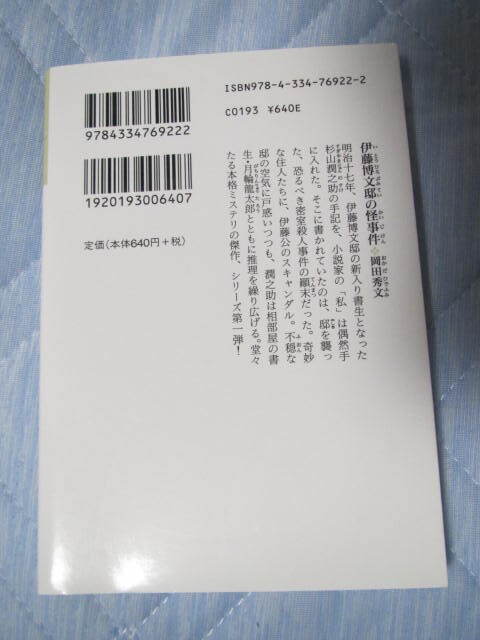 9784334769222
ISBN978-4-334-76922-2
C0193 ¥640E
1920193006407
定価(本体640円+税)
伊藤博文邸の怪事件◇岡田秀文
明治十七年、伊藤博文邸の新入り書生となった
杉山潤之助の手記を、小説家の「私」は偶然手
に入れた。そこに書かれていたのは、邸を襲っ
た、恐るべき密室殺人事件の顚末だった。奇妙
な住人たちに、伊藤公のスキャンダル。不穏な
邸の空気に戸惑いつつも、潤之助は相部屋の書
生・月輪龍太郎とともに推理を繰り広げる。堂々
たる本格ミステリの傑作、シリーズ第一弾!